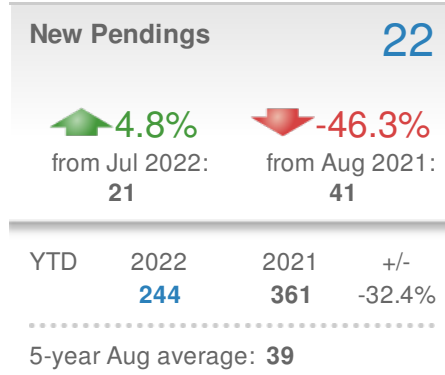 New Pendings 22
4.8% -46.3%
from Jul 2022: from Aug 2021:
21 41
YTD 2022 2021 +/-
244 361 -32.4%
5-year Aug average: 39